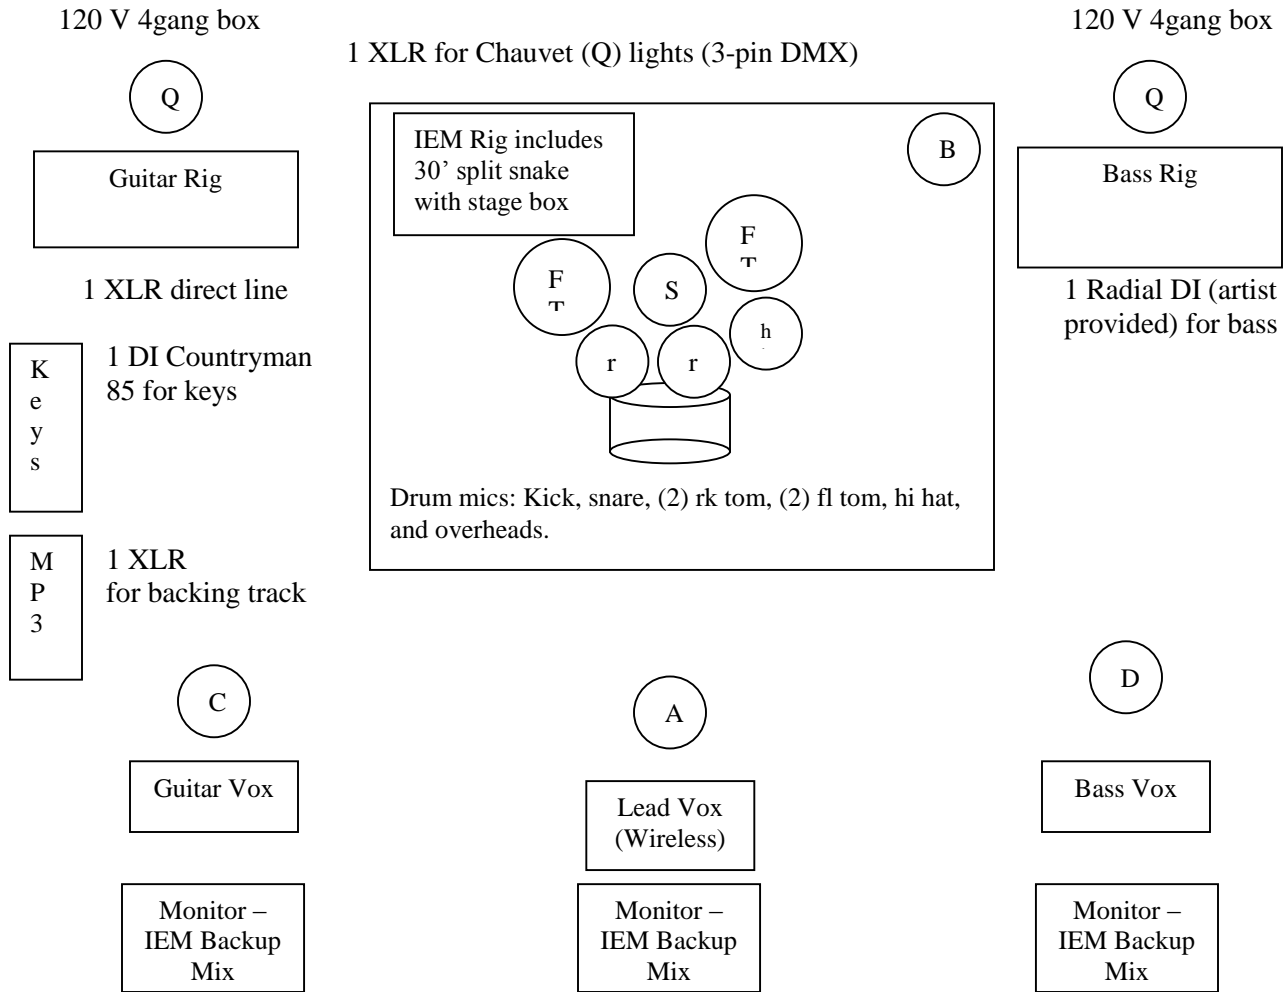 120 V 4gang box
120 V 4gang box
1 XLR for Chauvet (Q) lights (3-pin DMX)
Q
Q
Guitar Rig
IEM Rig includes
30’ split snake
with stage box
B
Bass Rig
F
T
F
T
S
h
r
r
1 XLR direct line
1 Radial DI (artist
provided) for bass
K
e
y
s
1 DI Countryman
85 for keys
Drum mics: Kick, snare, (2) rk tom, (2) fl tom, hi hat,
and overheads.
M
P
3
1 XLR
for backing track
C
A
D
Guitar Vox
Lead Vox
(Wireless)
Bass Vox
Monitor –
IEM Backup
Mix
Monitor –
IEM Backup
Mix
Monitor –
IEM Backup
Mix